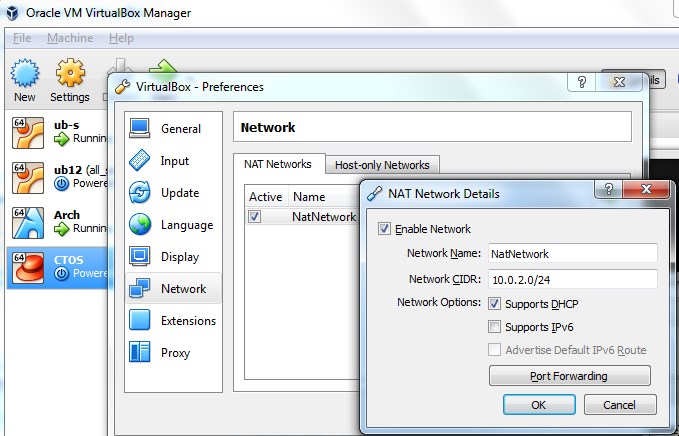 Oracle VM VirtualBox Manager
File Machine Help
New Settings
VirtualBox - Preferences
64 ub-s
Running
64 ub12 (all_s
Powere
64 Arch
Running
64 CTOS
Powere
General
Input
Update
Language
Display
Network
Extensions
Proxy
Network
NAT Networks Host-only Networks
Active Name
NatNetwork
NAT Network Details
Enable Network
Network Name: NatNetwork
Network CIDR: 10.0.2.0/24
Network Options: Supports DHCP
Supports IPv6
Advertise Default IPv6 Route
Port Forwarding
OK Cancel